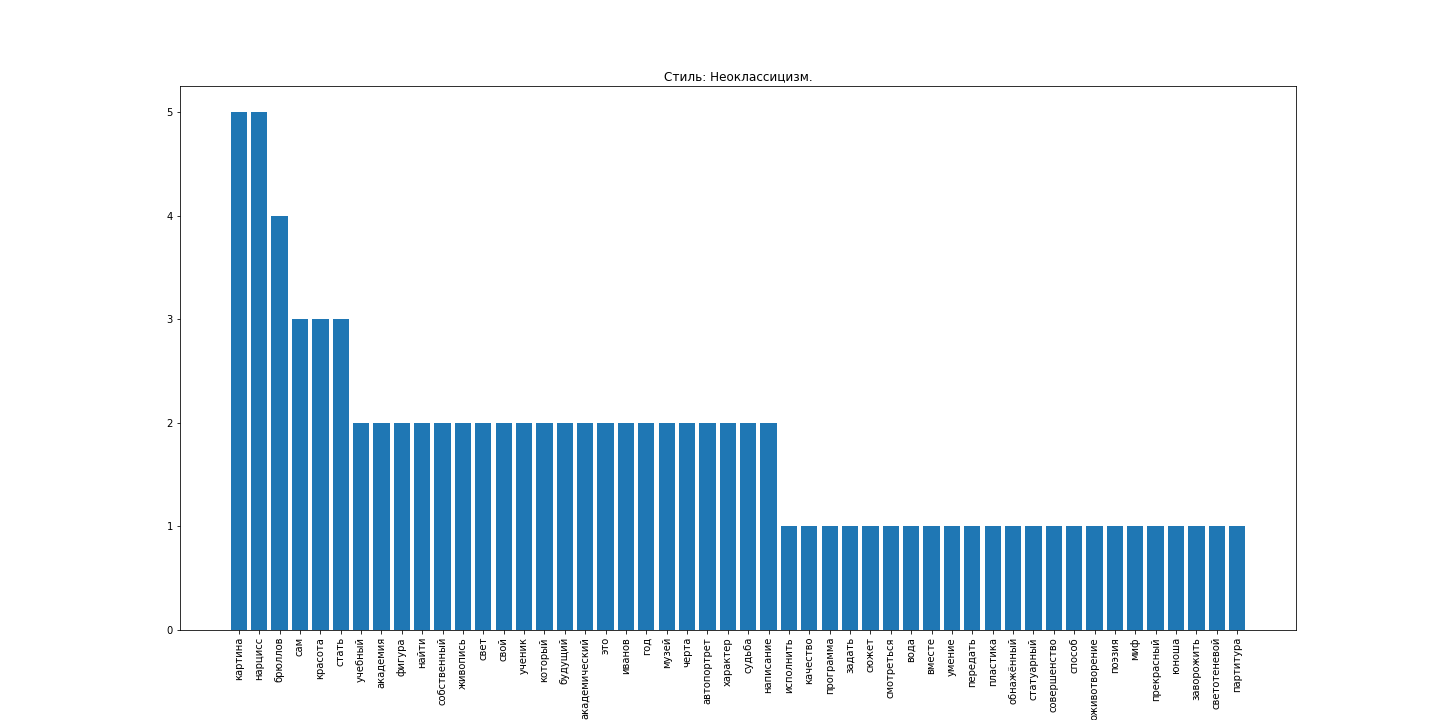 Стиль: Неоклассицизм.
5
4
3
2
1
0
картина
нарцисс
брюллов
сам
красота
стать
учебный
академия
фигура
найти
собственный
живопись
свет
свой
ученик
который
будущий
академический
это
иванов
год
музей
черта
автопортрет
характер
судьба
написание
исполнить
качество
программа
задать
сюжет
смотреться
вода
вместе
умение
передать
пластика
обнажённый
статуарный
совершенство
способ
оживотворение
поэзия
миф
прекрасный
юноша
заворожить
светотеневой
партитура